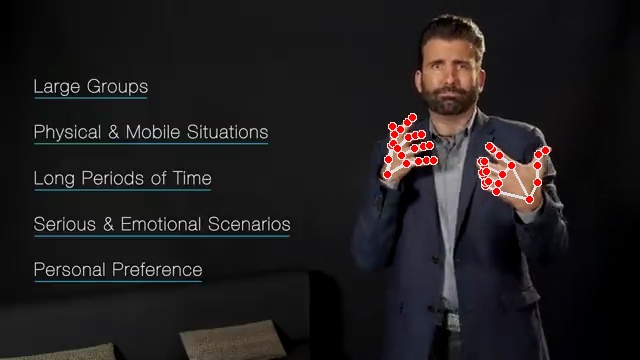 Large Groups
Physical & Mobile Situations
Long Periods of Time
Serious & Emotional Scenarios
Personal Preference